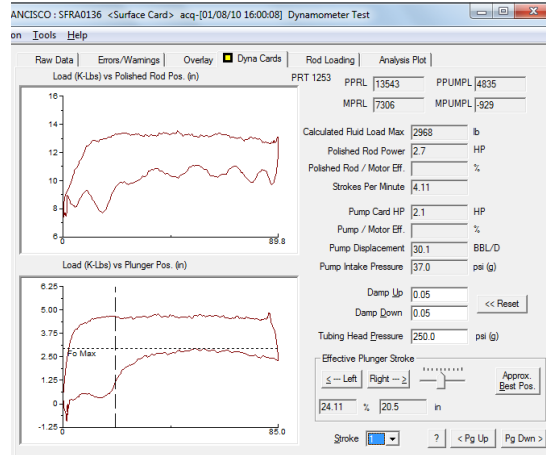 ANCISCO : SFRA0136 <Surface Card> acq-[01/08/10 16:00:08] Dynamometer Test
on Tools Help
Raw Data Errors/Warnings Overlay Dyna Cards Rod Loading Analysis Plot
Load (K-Lbs) vs Polished Rod Pos. (in)
16
14
12
10
8
6
0 89.8
Load (K-Lbs) vs Plunger Pos. (in)
6.25
5.00
3.75
2.50
1.25
0
-1.25
Fo Max
0 85.0
PRT 1253 PPRL 13543 PPUMPL 4835
MPRL 7306 MPUMPL -929
Calculated Fluid Load Max 2968 lb
Polished Rod Power 2.7 HP
Polished Rod / Motor Eff. %
Strokes Per Minute 4.11
Pump Card HP 2.1 HP
Pump / Motor Eff. %
Pump Displacement 30.1 BBL/D
Pump Intake Pressure 37.0 psi (g)
Damp Up 0.05
Damp Down 0.05
<< Reset
Tubing Head Pressure 250.0 psi (g)
Effective Plunger Stroke
< --- Left Right --- > Approx. Best Pos.
24.11 % 20.5 in
Stroke 1 ? < Pg Up Pg Dwn >